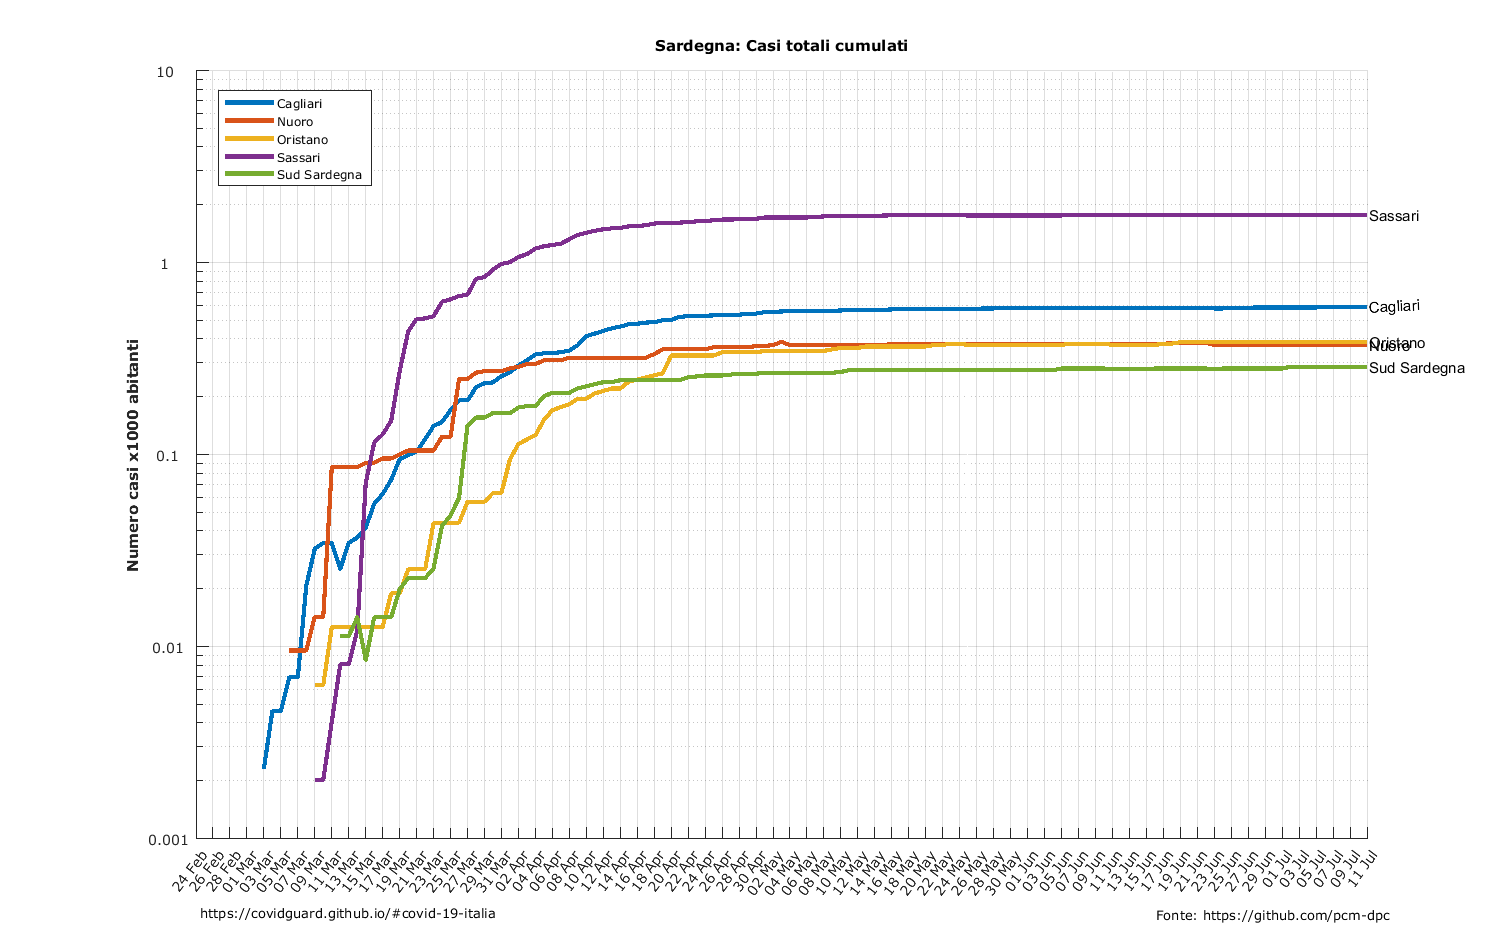 Sardegna: Casi totali cumulati
10
1
0.1
0.01
0.001
Numero casi x1000 abitanti
Cagliari
Nuoro
Oristano
Sassari
Sud Sardegna
Sassari
Cagliari
Oristano
Nuoro
Sud Sardegna
24 Feb
26 Feb
28 Feb
01 Mar
03 Mar
05 Mar
07 Mar
09 Mar
11 Mar
13 Mar
15 Mar
17 Mar
19 Mar
21 Mar
23 Mar
25 Mar
27 Mar
29 Mar
31 Mar
02 Apr
04 Apr
06 Apr
08 Apr
10 Apr
12 Apr
14 Apr
16 Apr
18 Apr
20 Apr
22 Apr
24 Apr
26 Apr
28 Apr
30 Apr
02 May
04 May
06 May
08 May
10 May
12 May
14 May
16 May
18 May
20 May
22 May
24 May
26 May
28 May
30 May
01 Jun
03 Jun
05 Jun
07 Jun
09 Jun
11 Jun
13 Jun
15 Jun
17 Jun
19 Jun
21 Jun
23 Jun
25 Jun
27 Jun
29 Jun
01 Jul
03 Jul
05 Jul
07 Jul
09 Jul
11 Jul
https://covidguard.github.io/#covid-19-italia
Fonte: https://github.com/pcm-dpc